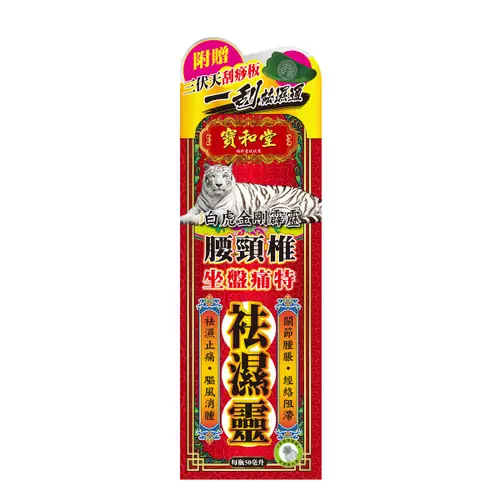 附贈
三伏天刮痧板
一刮祛濕逗
寶和堂
白虎金剛霹靂
腰頸椎
坐盤痛特
祛濕靈
關節腫脹・經絡阻滯
祛濕止痛・驅風消腫
每瓶50毫升